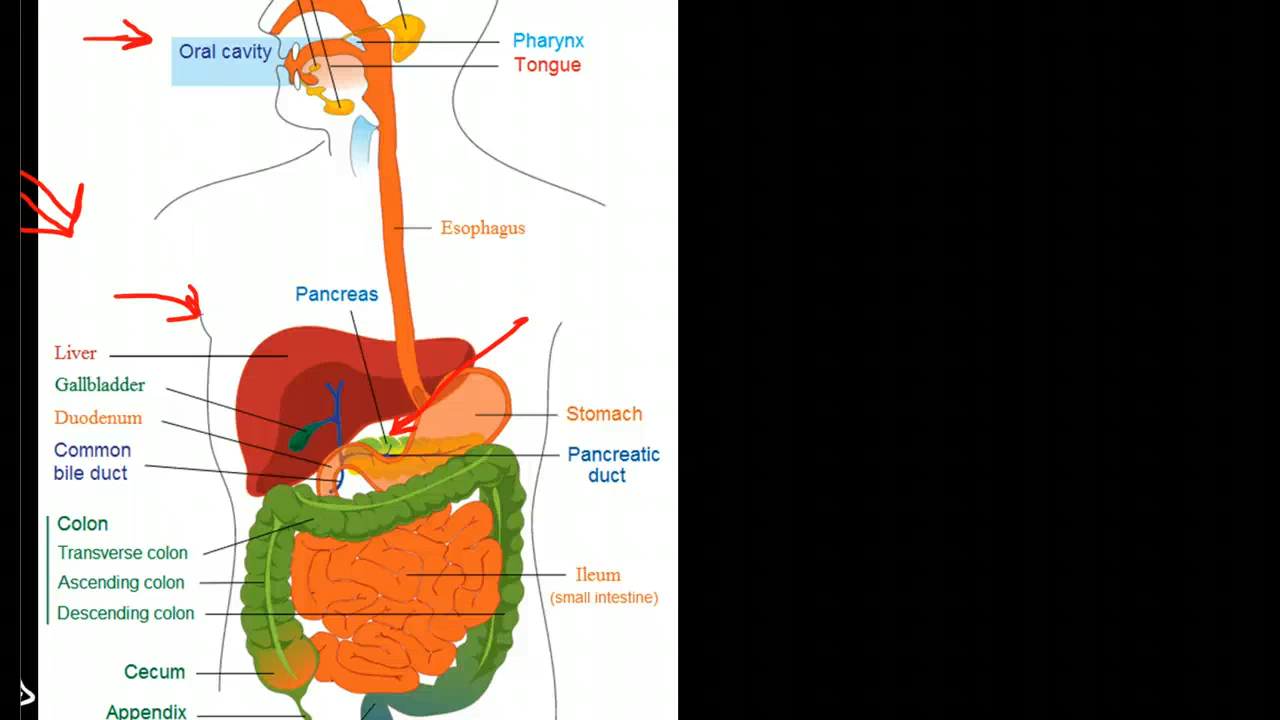 Oral cavity
Pharynx
Tongue
Esophagus
Pancreas
Liver
Gallbladder
Duodenum
Common
bile duct
Stomach
Pancreatic
duct
Colon
Transverse colon
Ascending colon
Descending colon
Ileum
(small intestine)
Cecum
Appendix